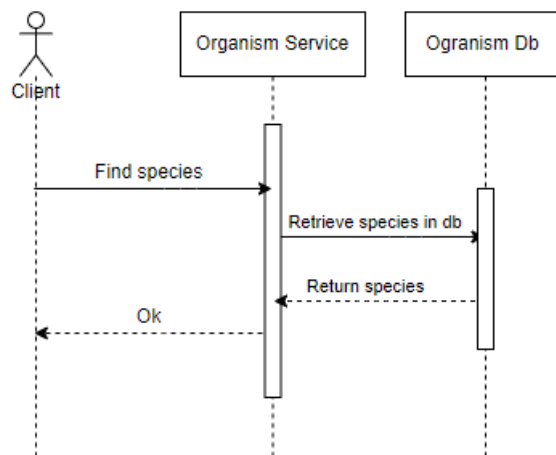 Organism Service
Ogranism Db
Client
Find species
Retrieve species in db
Return species
Ok